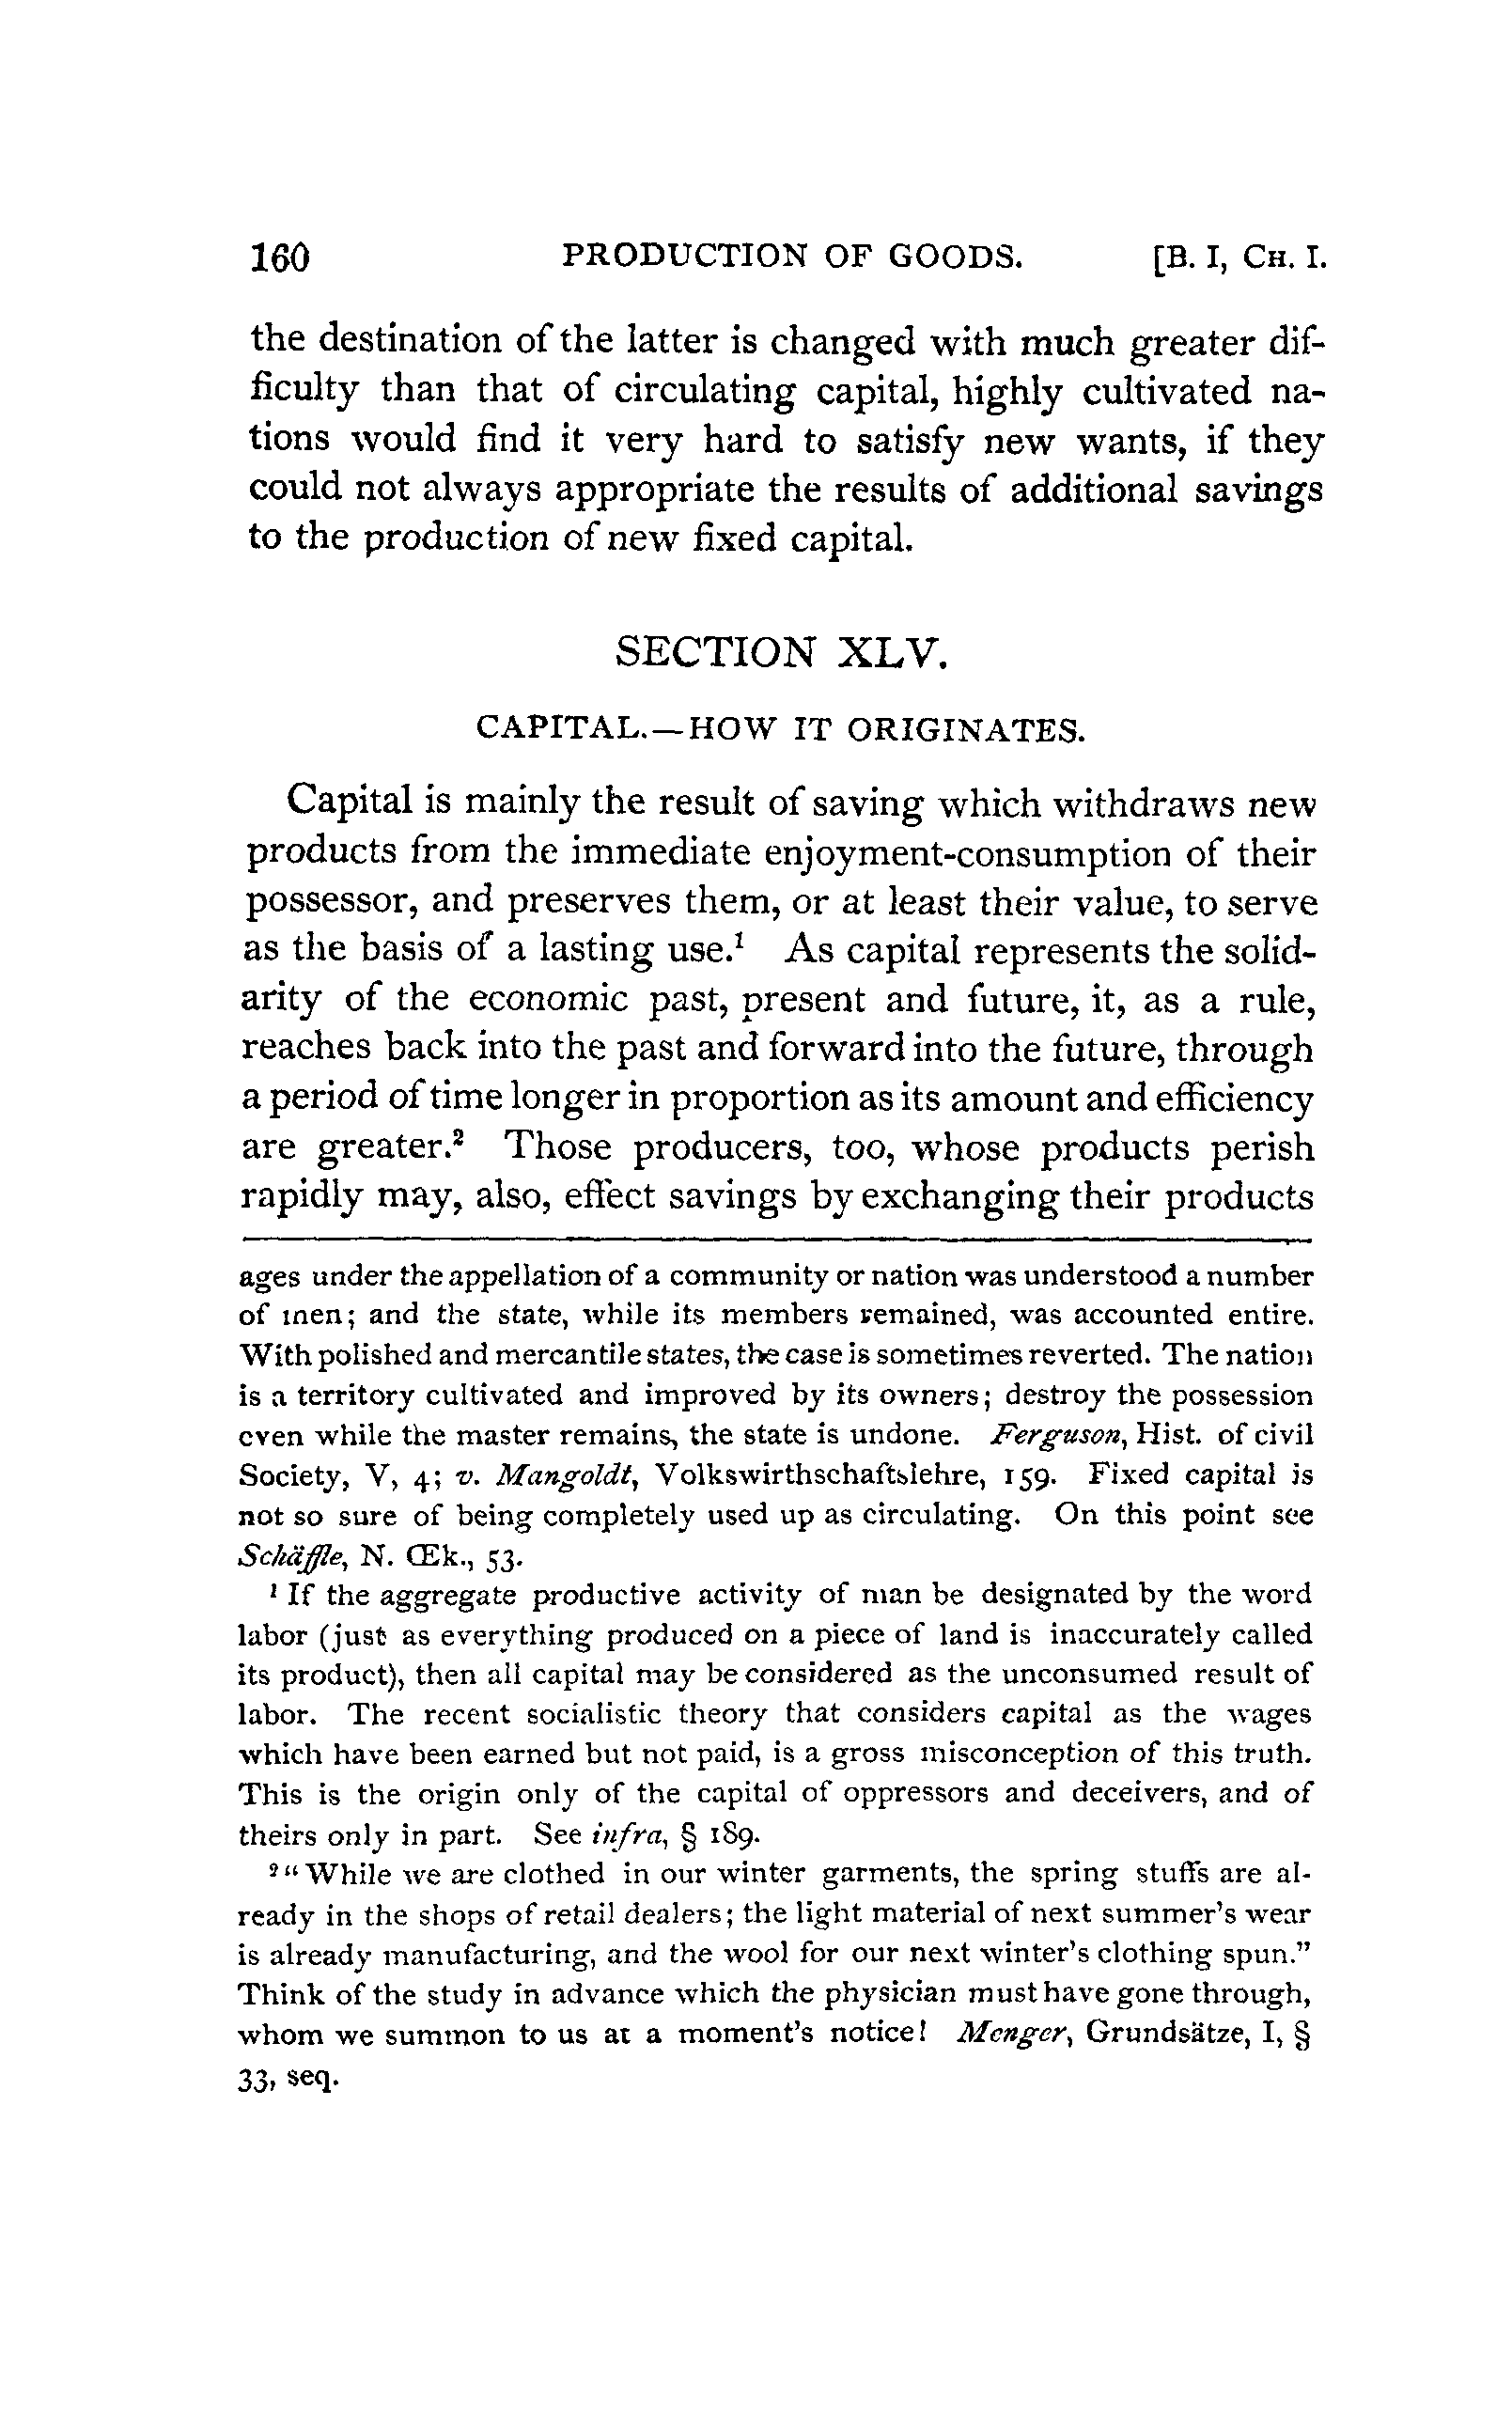 160 PRODUCTION OF GOODS. [B. I, CH. I.
the destination of the latter is changed with much greater dif-
ficulty than that of circulating capital, highly cultivated na-
tions would find it very hard to satisfy new wants, if they
could not always appropriate the results of additional savings
to the production of new fixed capital.
SECTION XLV.
CAPITAL.—HOW IT ORIGINATES.
Capital is mainly the result of saving which withdraws new
products from the immediate enjoyment-consumption of their
possessor, and preserves them, or at least their value, to serve
as the basis of a lasting use.¹ As capital represents the solid-
arity of the economic past, present and future, it, as a rule,
reaches back into the past and forward into the future, through
a period of time longer in proportion as its amount and efficiency
are greater.² Those producers, too, whose products perish
rapidly may, also, effect savings by exchanging their products
ages under the appellation of a community or nation was understood a number
of men; and the state, while its members remained, was accounted entire.
With polished and mercantile states, the case is sometimes reverted. The nation
is a territory cultivated and improved by its owners; destroy the possession
even while the master remains, the state is undone. Ferguson, Hist. of civil
Society, V, 4; v. Mangoldt, Volkswirthschaftslehre, 159. Fixed capital is
not so sure of being completely used up as circulating. On this point see
Schäffle, N. Œk., 53.
¹ If the aggregate productive activity of man be designated by the word
labor (just as everything produced on a piece of land is inaccurately called
its product), then all capital may be considered as the unconsumed result of
labor. The recent socialistic theory that considers capital as the wages
which have been earned but not paid, is a gross misconception of this truth.
This is the origin only of the capital of oppressors and deceivers, and of
theirs only in part. See infra, § 189.
² "While we are clothed in our winter garments, the spring stuffs are al-
ready in the shops of retail dealers; the light material of next summer's wear
is already manufacturing, and the wool for our next winter's clothing spun."
Think of the study in advance which the physician must have gone through,
whom we summon to us at a moment's notice! Menger, Grundsätze, I, §
33, seq.